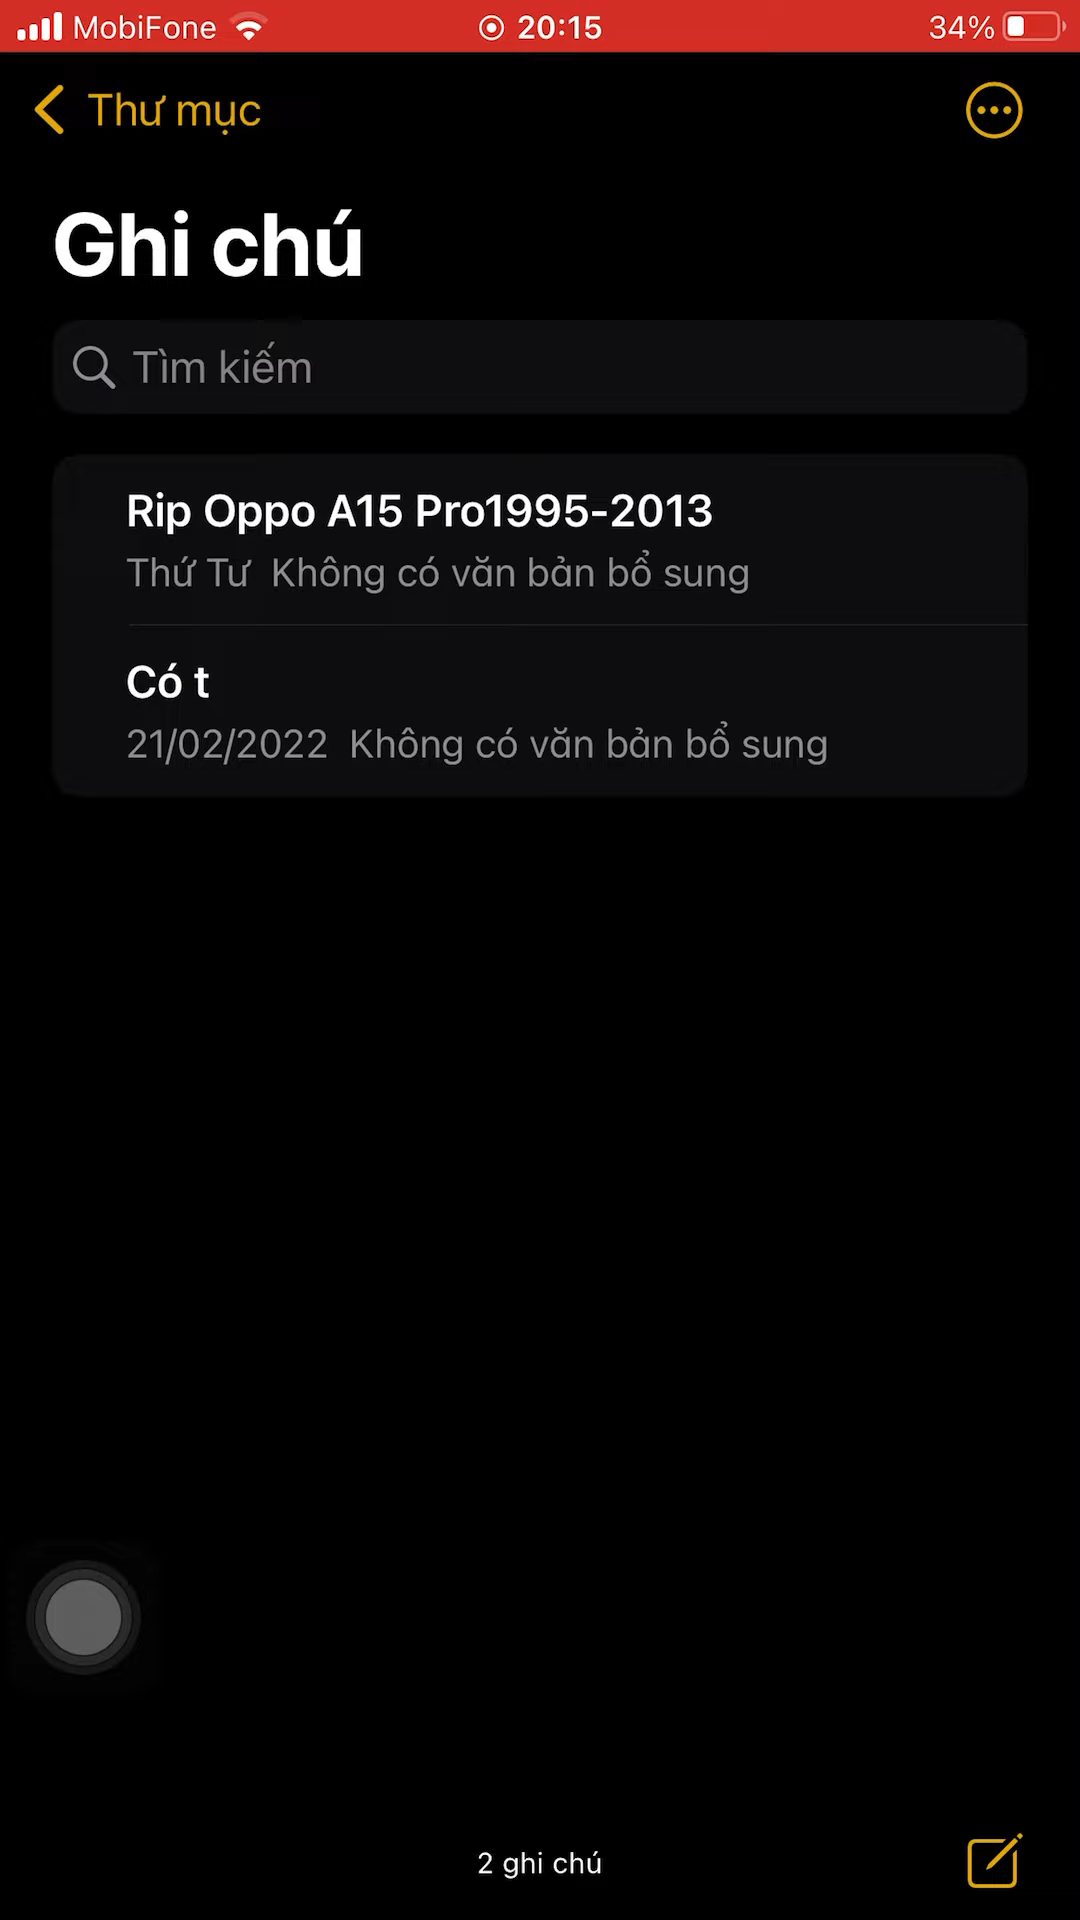 MobiFone 20:15 34%
Thư mục
Ghi chú
Tìm kiếm
Rip Oppo A15 Pro1995-2013
Thứ Tư Không có văn bản bổ sung
Có t
21/02/2022 Không có văn bản bổ sung
2 ghi chú